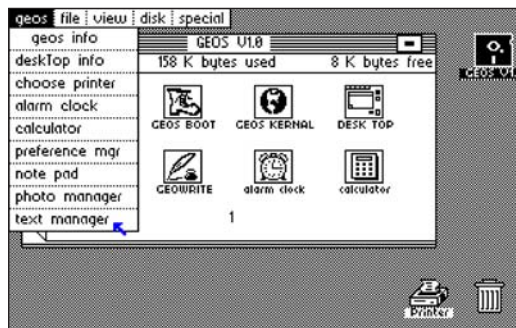 geos file view disk special
geos info
deskTop info
choose printer
alarm clock
calculator
preference mgr
note pad
photo manager
text manager
GEOS V1.0
158 K bytes used 8 K bytes free
GEOS BOOT GEOS KERNAL DESK TOP
GEOWRITE alarm clock calculator
1
GEOS V1
Printer